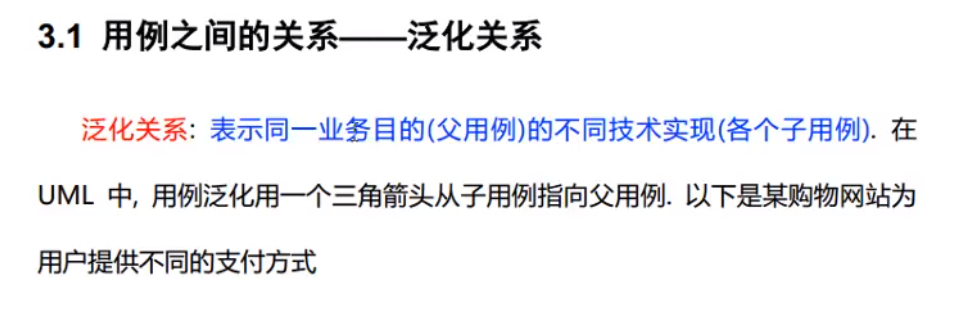 3.1 用例之间的关系——泛化关系
泛化关系: 表示同一业务目的(父用例)的不同技术实现(各个子用例). 在
UML 中, 用例泛化用一个三角箭头从子用例指向父用例. 以下是某购物网站为
用户提供不同的支付方式